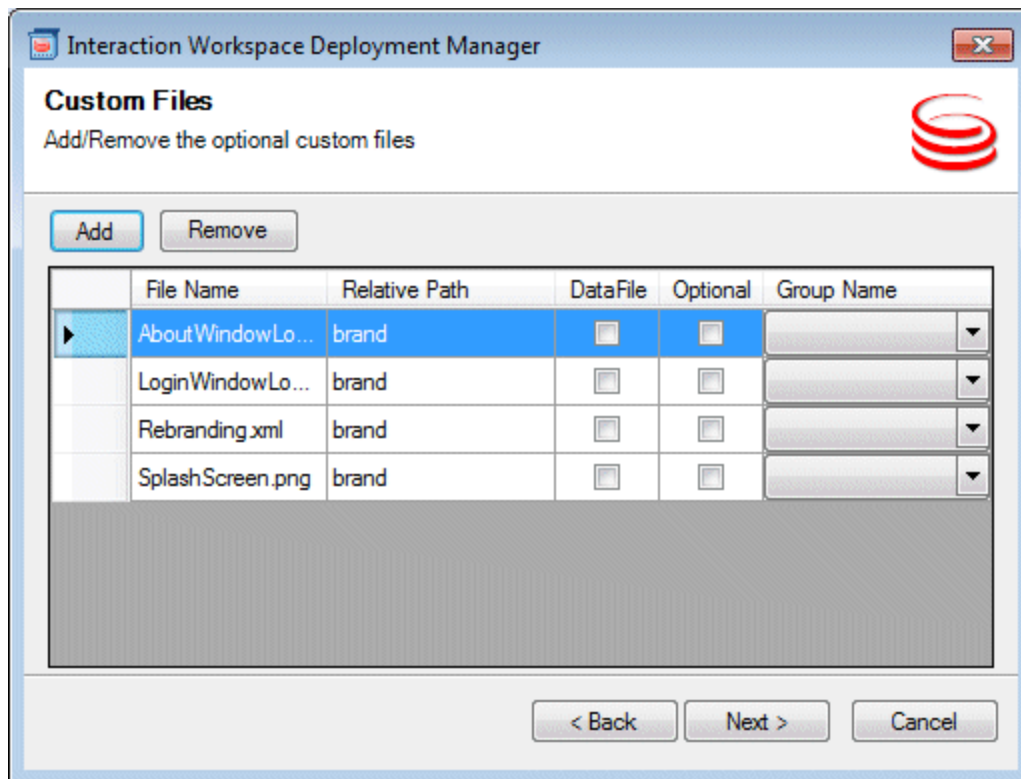 Interaction Workspace Deployment Manager
Custom Files
Add/Remove the optional custom files
Add Remove
File Name Relative Path DataFile Optional Group Name
AboutWindowLo... brand
LoginWindowLo... brand
Rebranding.xml brand
SplashScreen.png brand
< Back Next > Cancel